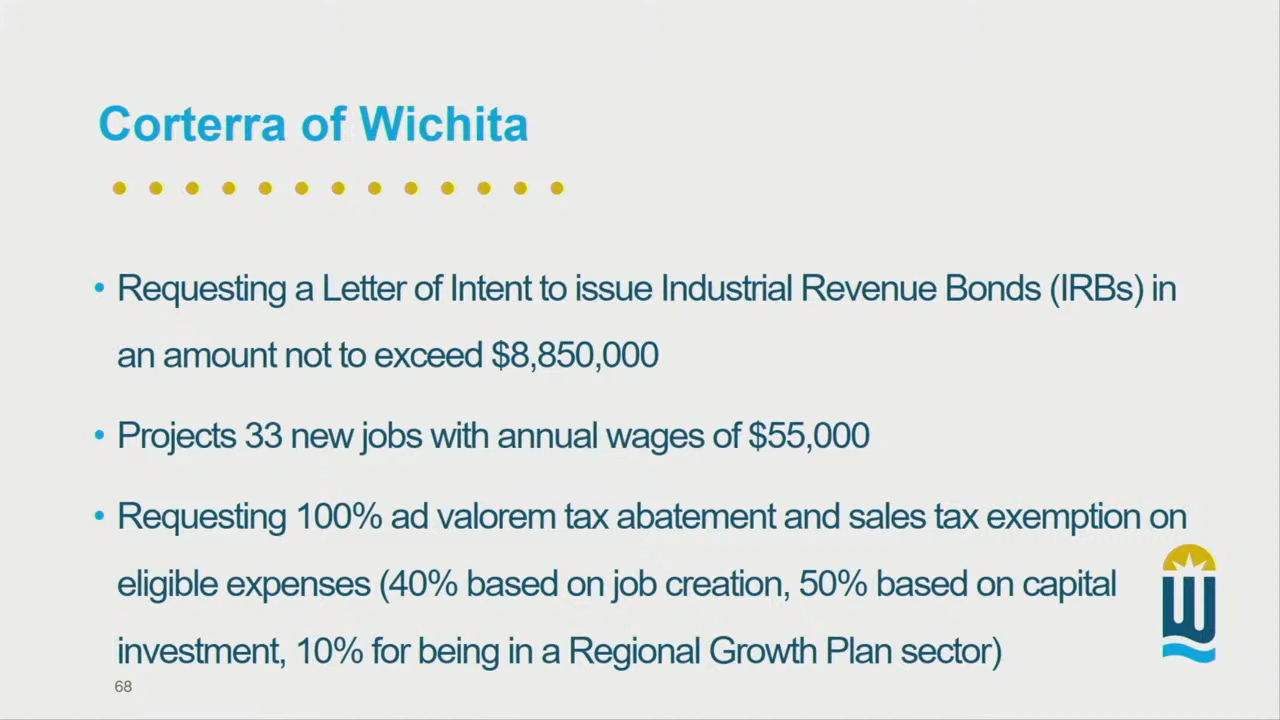 Corterra of Wichita
• Requesting a Letter of Intent to issue Industrial Revenue Bonds (IRBs) in
an amount not to exceed $8,850,000
• Projects 33 new jobs with annual wages of $55,000
• Requesting 100% ad valorem tax abatement and sales tax exemption on
eligible expenses (40% based on job creation, 50% based on capital
investment, 10% for being in a Regional Growth Plan sector)
68
W